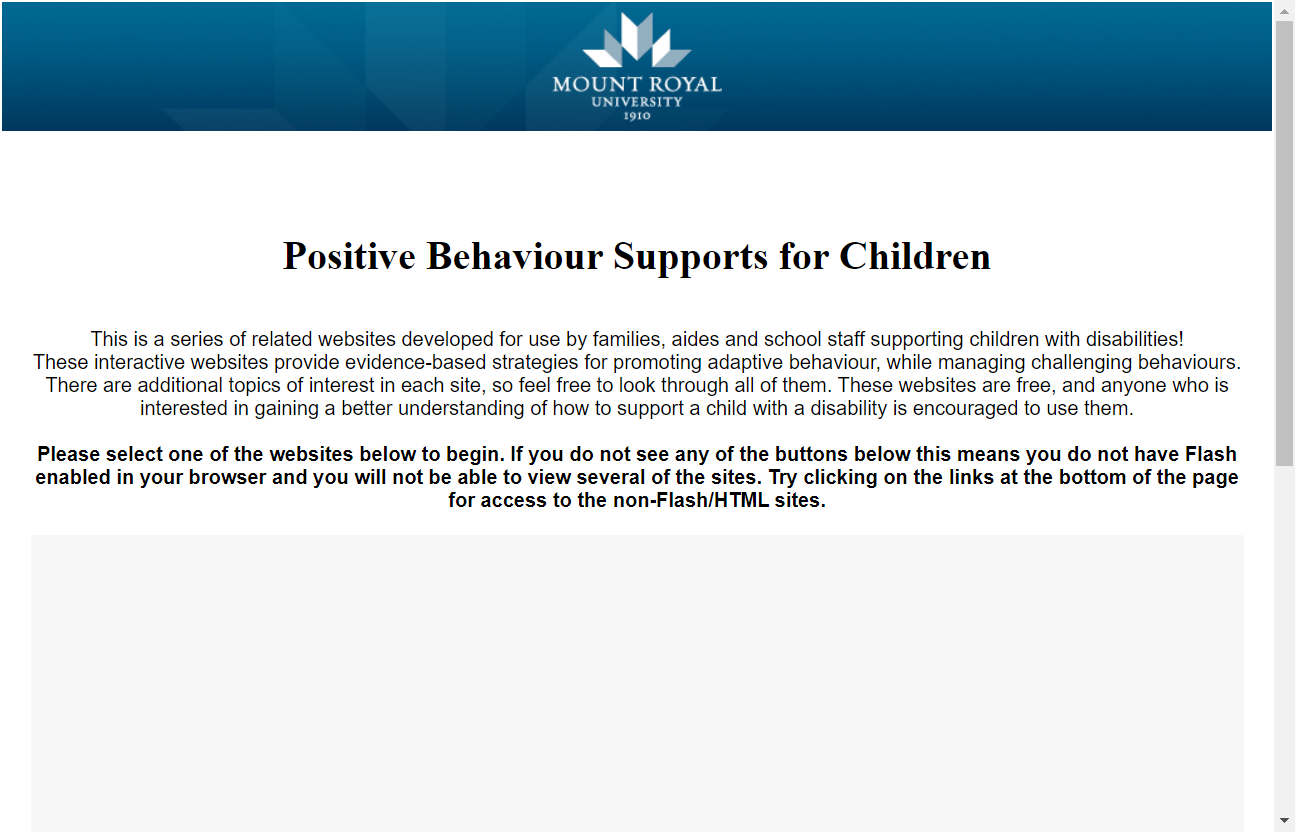 MOUNT ROYAL
UNIVERSITY
1910
Positive Behaviour Supports for Children
This is a series of related websites developed for use by families, aides and school staff supporting children with disabilities!
These interactive websites provide evidence-based strategies for promoting adaptive behaviour, while managing challenging behaviours.
There are additional topics of interest in each site, so feel free to look through all of them. These websites are free, and anyone who is
interested in gaining a better understanding of how to support a child with a disability is encouraged to use them.
Please select one of the websites below to begin. If you do not see any of the buttons below this means you do not have Flash
enabled in your browser and you will not be able to view several of the sites. Try clicking on the links at the bottom of the page
for access to the non-Flash/HTML sites.